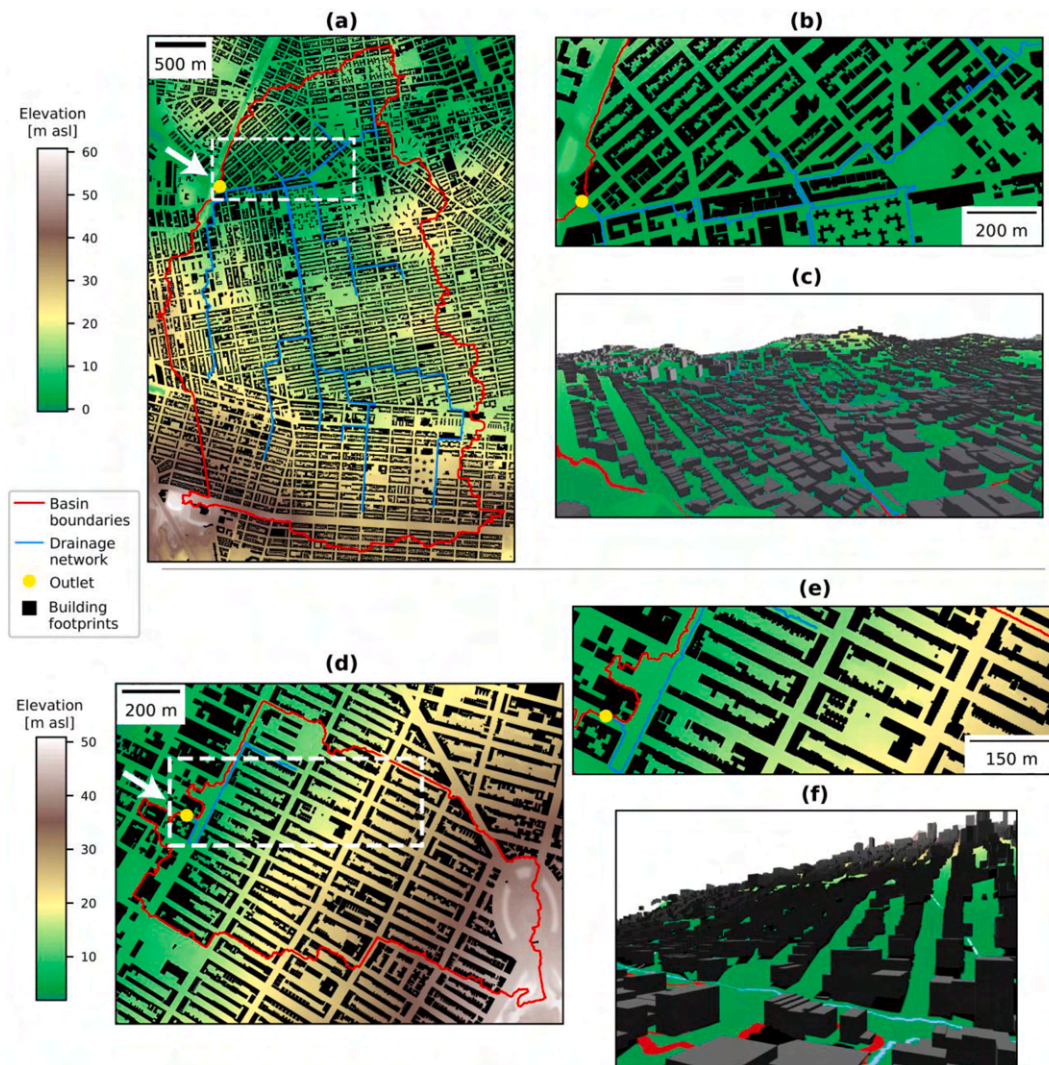 (a)
500 m
Elevation
[m asl]
60
50
40
30
20
10
0
(b)
200 m
(c)
Basin
boundaries
Drainage
network
Outlet
Building
footprints
(d)
200 m
Elevation
[m asl]
50
40
30
20
10
(e)
150 m
(f)